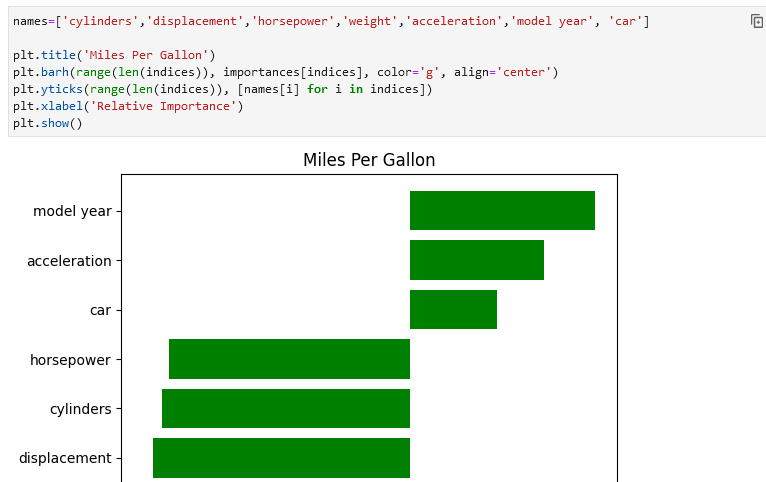 names=['cylinders','displacement','horsepower','weight','acceleration','model year', 'car']
plt.title('Miles Per Gallon')
plt.barh(range(len(indices)), importances[indices], color='g', align='center')
plt.yticks(range(len(indices)), [names[i] for i in indices])
plt.xlabel('Relative Importance')
plt.show()
Miles Per Gallon
model year
acceleration
car
horsepower
cylinders
displacement